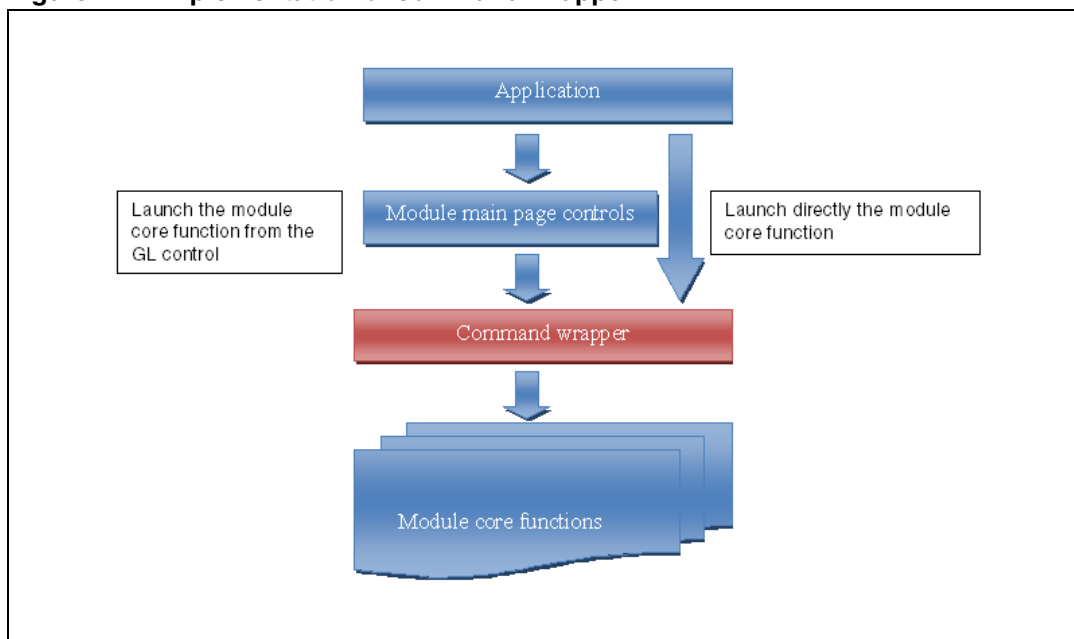 Application
Launch the module
core function from the
GL control
Module main page controls
Launch directly the module
core function
Command wrapper
Module core functions